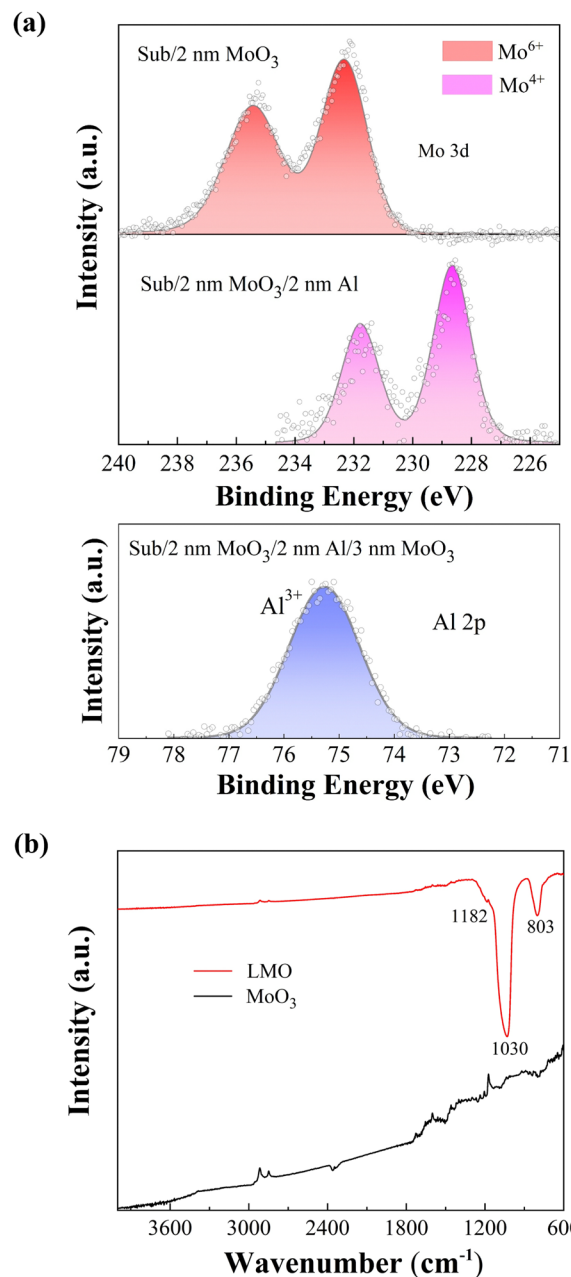 (a)
Sub/2 nm MoO₃
Mo⁶⁺
Mo⁴⁺
Mo 3d
Intensity (a.u.)
Sub/2 nm MoO₃/2 nm Al
240 238 236 234 232 230 228 226
Binding Energy (eV)
Sub/2 nm MoO₃/2 nm Al/3 nm MoO₃
Al³⁺
Al 2p
Intensity (a.u.)
79 78 77 76 75 74 73 72 71
Binding Energy (eV)
(b)
1182
803
LMO
MoO₃
1030
Intensity (a.u.)
3600 3000 2400 1800 1200 600
Wavenumber (cm⁻¹)